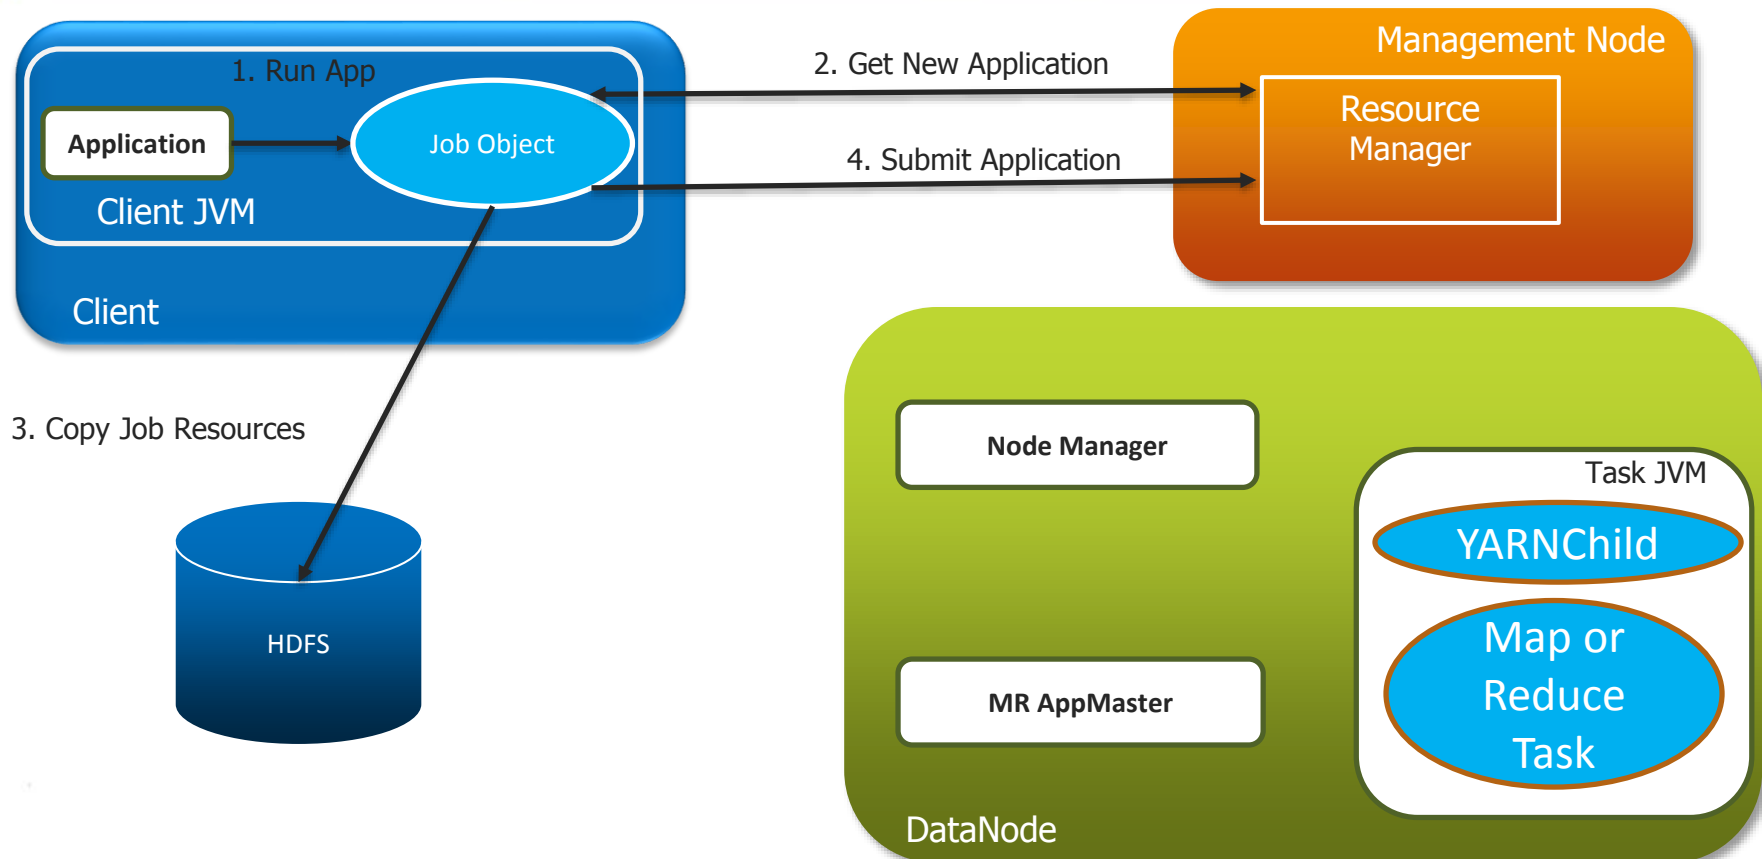 1. Run App
Application
Job Object
Client JVM
Client
2. Get New Application
4. Submit Application
Management Node
Resource
Manager
3. Copy Job Resources
HDFS
Node Manager
MR AppMaster
Task JVM
YARNChild
Map or
Reduce
Task
DataNode